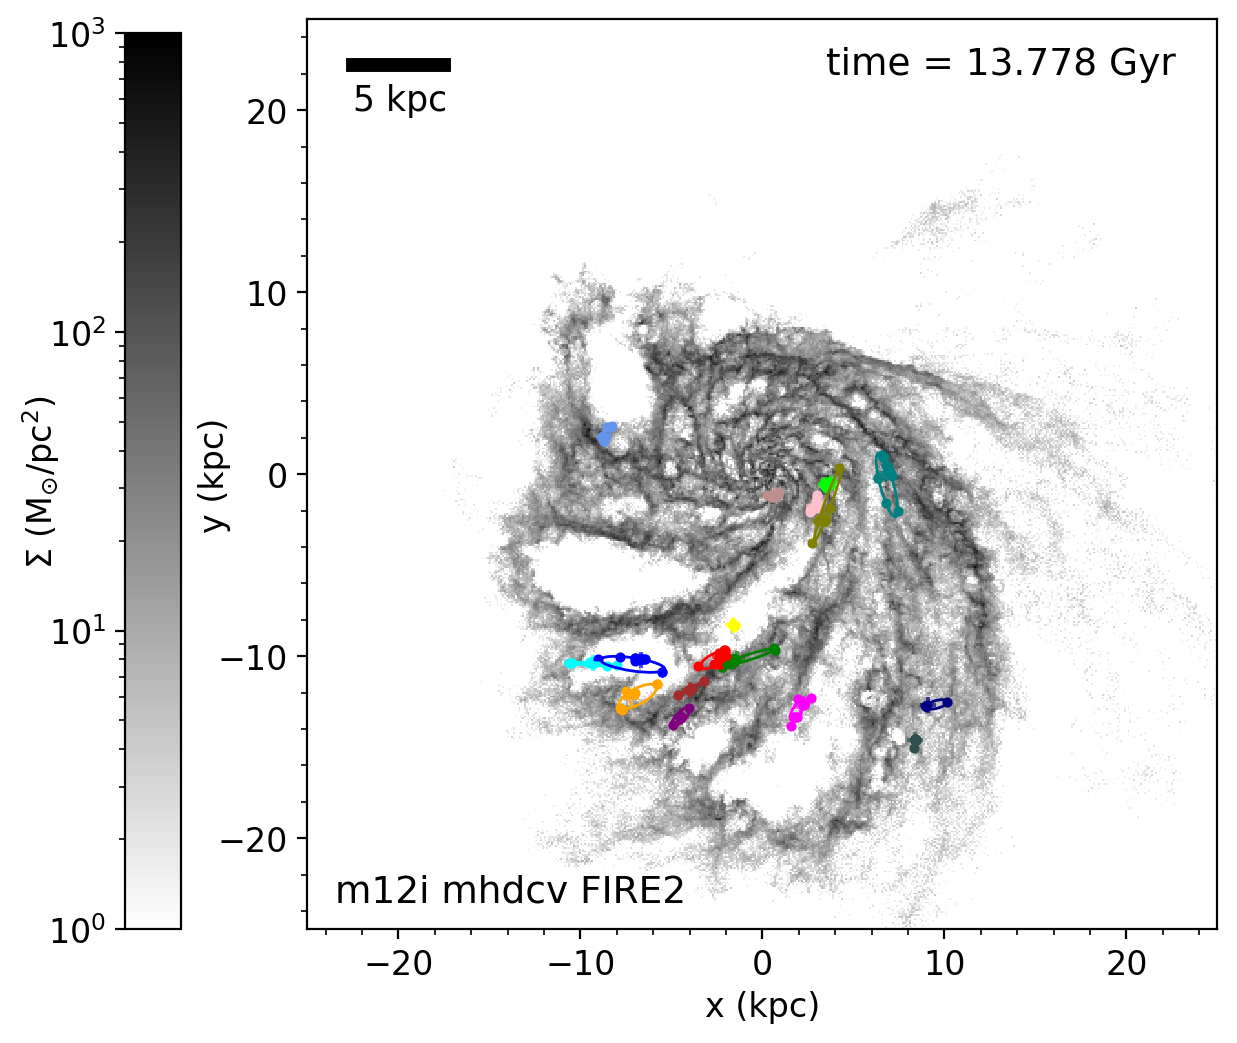 10³
10²
10¹
10⁰
Σ (M☉/pc²)
y (kpc)
20
10
0
−10
−20
5 kpc
time = 13.778 Gyr
m12i mhdcv FIRE2
−20 −10 0 10 20
x (kpc)